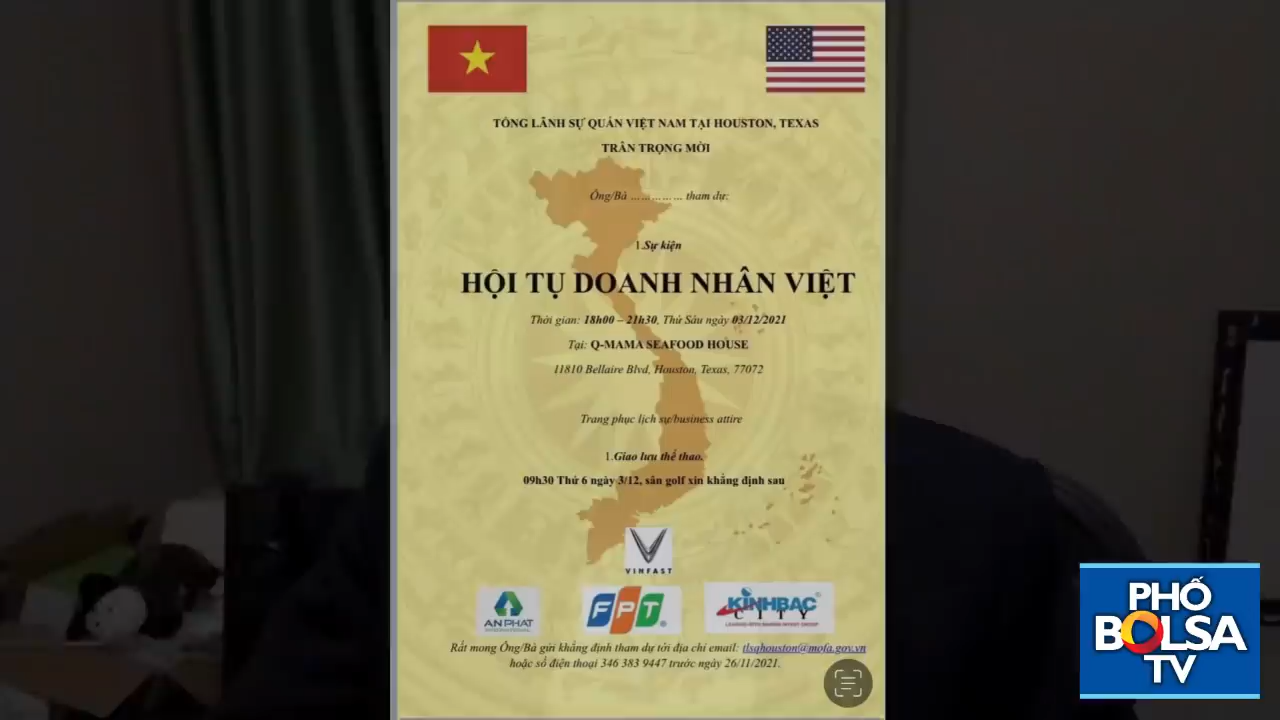 TỔNG LÃNH SỰ QUÁN VIỆT NAM TẠI HOUSTON, TEXAS
TRÂN TRỌNG MỜI
Ông/Bà …………… tham dự:
1.Sự kiện
HỘI TỤ DOANH NHÂN VIỆT
Thời gian: 18h00 – 21h30, Thứ Sáu ngày 03/12/2021
Tại: Q-MAMA SEAFOOD HOUSE
11810 Bellaire Blvd, Houston, Texas, 77072
Trang phục lịch sự/business attire
1.Giao lưu thể thao.
09h30 Thứ 6 ngày 3/12, sân golf xin khẳng định sau
VINFAST
AN PHAT
INTERNATIONAL
FPT
KINHBAC
CITY
Rất mong Ông/Bà gửi khẳng định tham dự tới địa chỉ email: tlsqhouston@mofa.gov.vn
hoặc số điện thoại 346 383 9447 trước ngày 26/11/2021.
PHỐ
BOLSA
TV